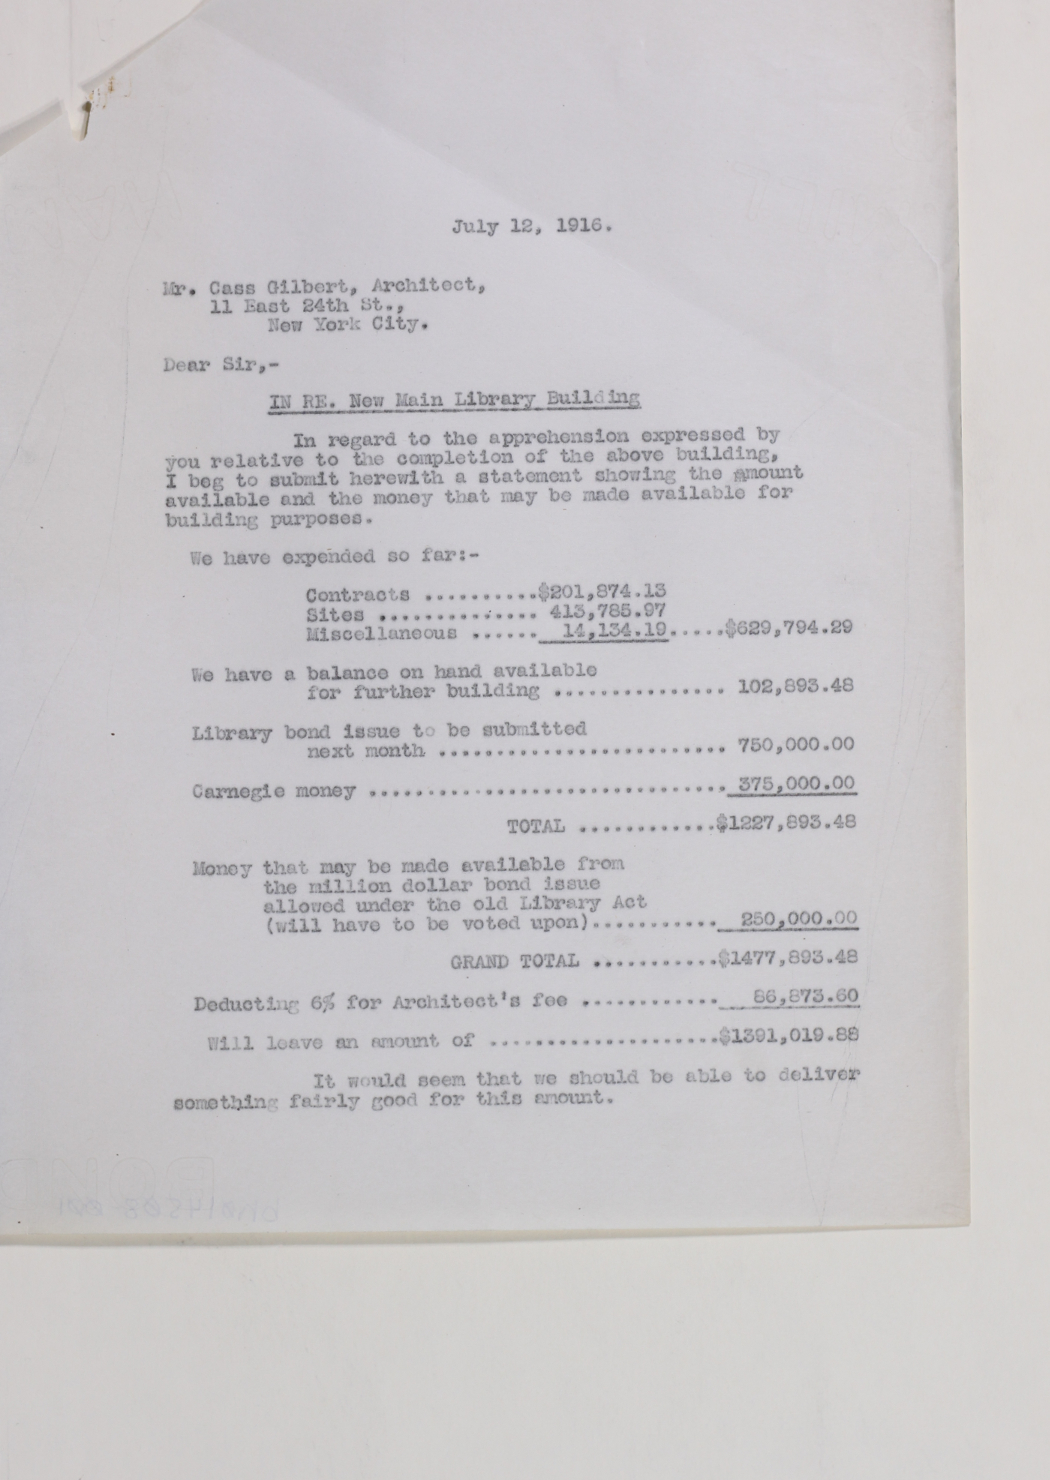 July 12, 1916.
Mr. Cass Gilbert, Architect,
11 East 24th St.,
New York City.
Dear Sir,-
IN RE. New Main Library Building
In regard to the apprehension expressed by
you relative to the completion of the above building,
I beg to submit herewith a statement showing the amount
available and the money that may be made available for
building purposes.
We have expended so far:-
Contracts ..........$201,874.13
Sites .............. 413,785.97
Miscellaneous ...... 14,134.19.....$629,794.29
We have a balance on hand available
for further building ............... 102,893.48
Library bond issue to be submitted
next month ......................... 750,000.00
Carnegie money ............................... 375,000.00
TOTAL ............$1227,893.48
Money that may be made available from
the million dollar bond issue
allowed under the old Library Act
(will have to be voted upon)........... 250,000.00
GRAND TOTAL ...........$1477,893.48
Deducting 6% for Architect's fee ............ 86,873.60
Will leave an amount of ....................$1391,019.88
It would seem that we should be able to deliver
something fairly good for this amount.